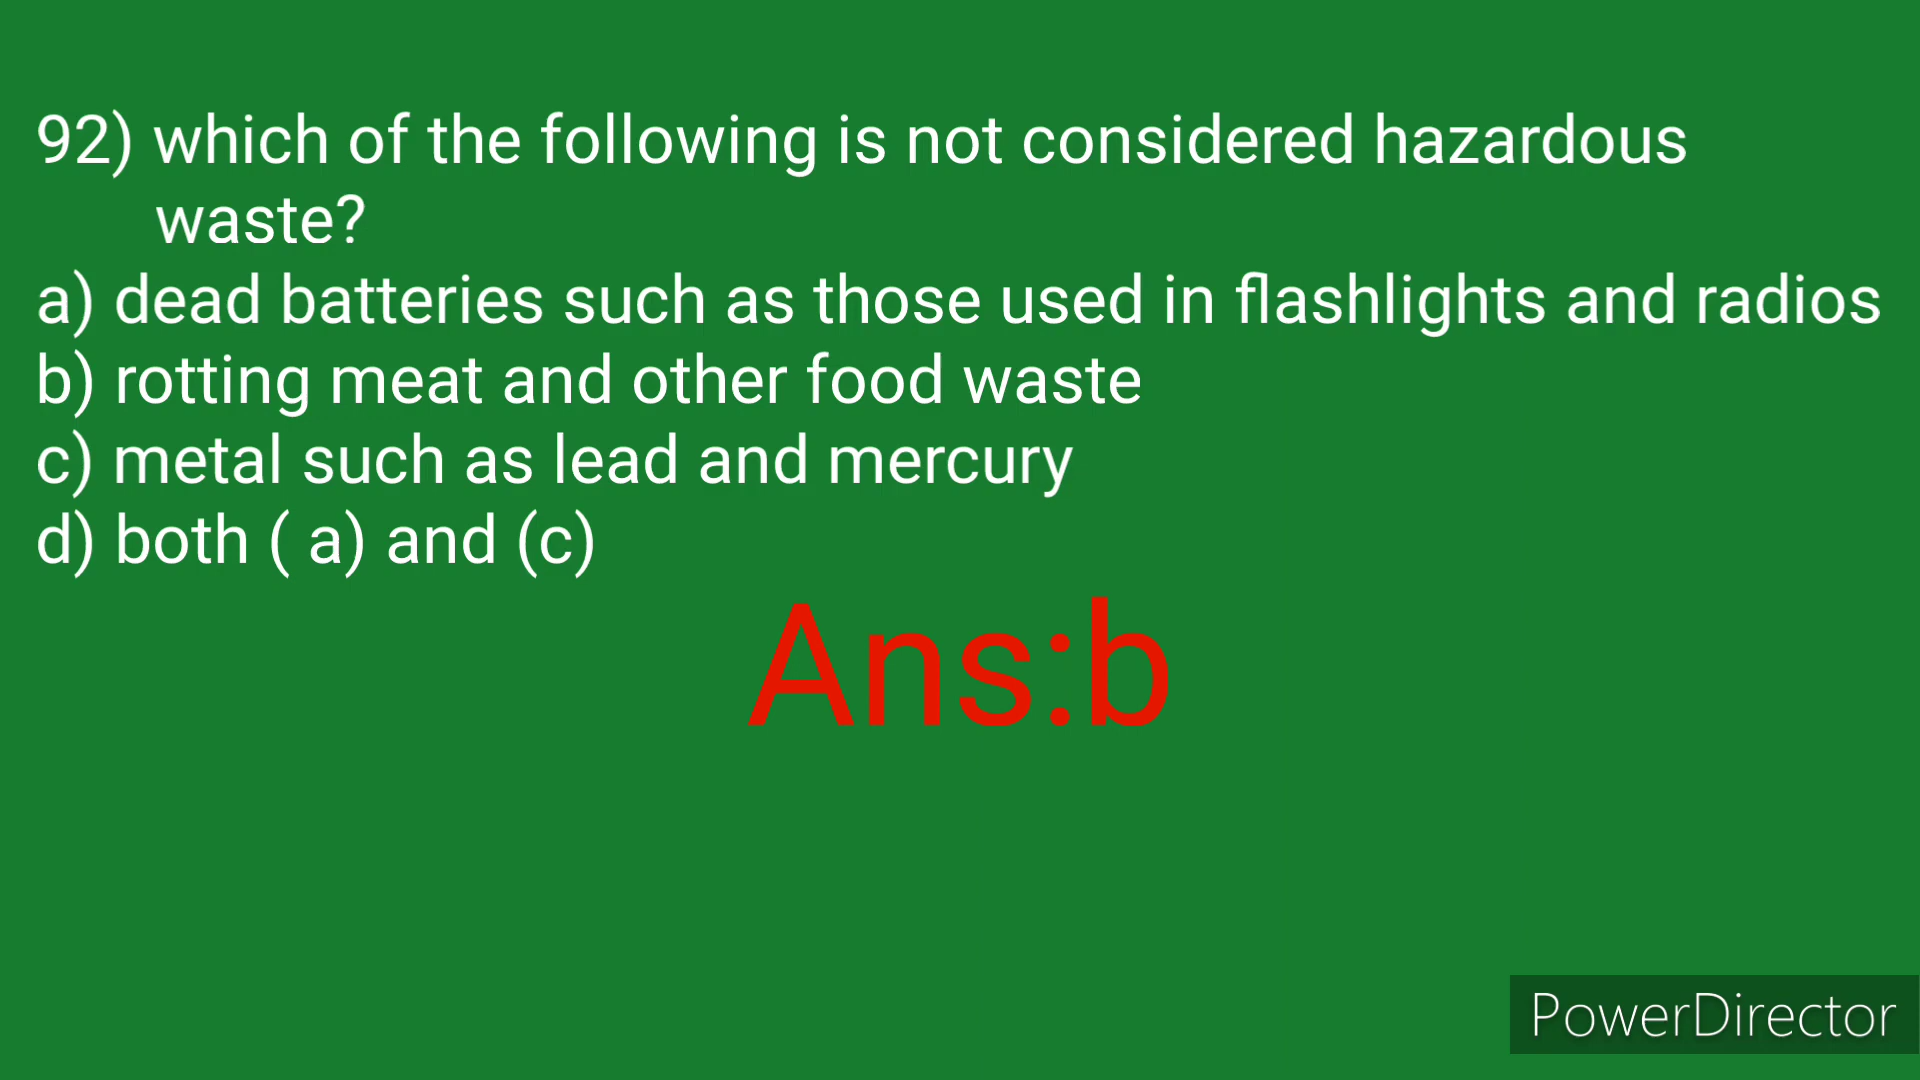 92) which of the following is not considered hazardous
waste?
a) dead batteries such as those used in flashlights and radios
b) rotting meat and other food waste
c) metal such as lead and mercury
d) both ( a) and (c)
Ans:b
PowerDirector